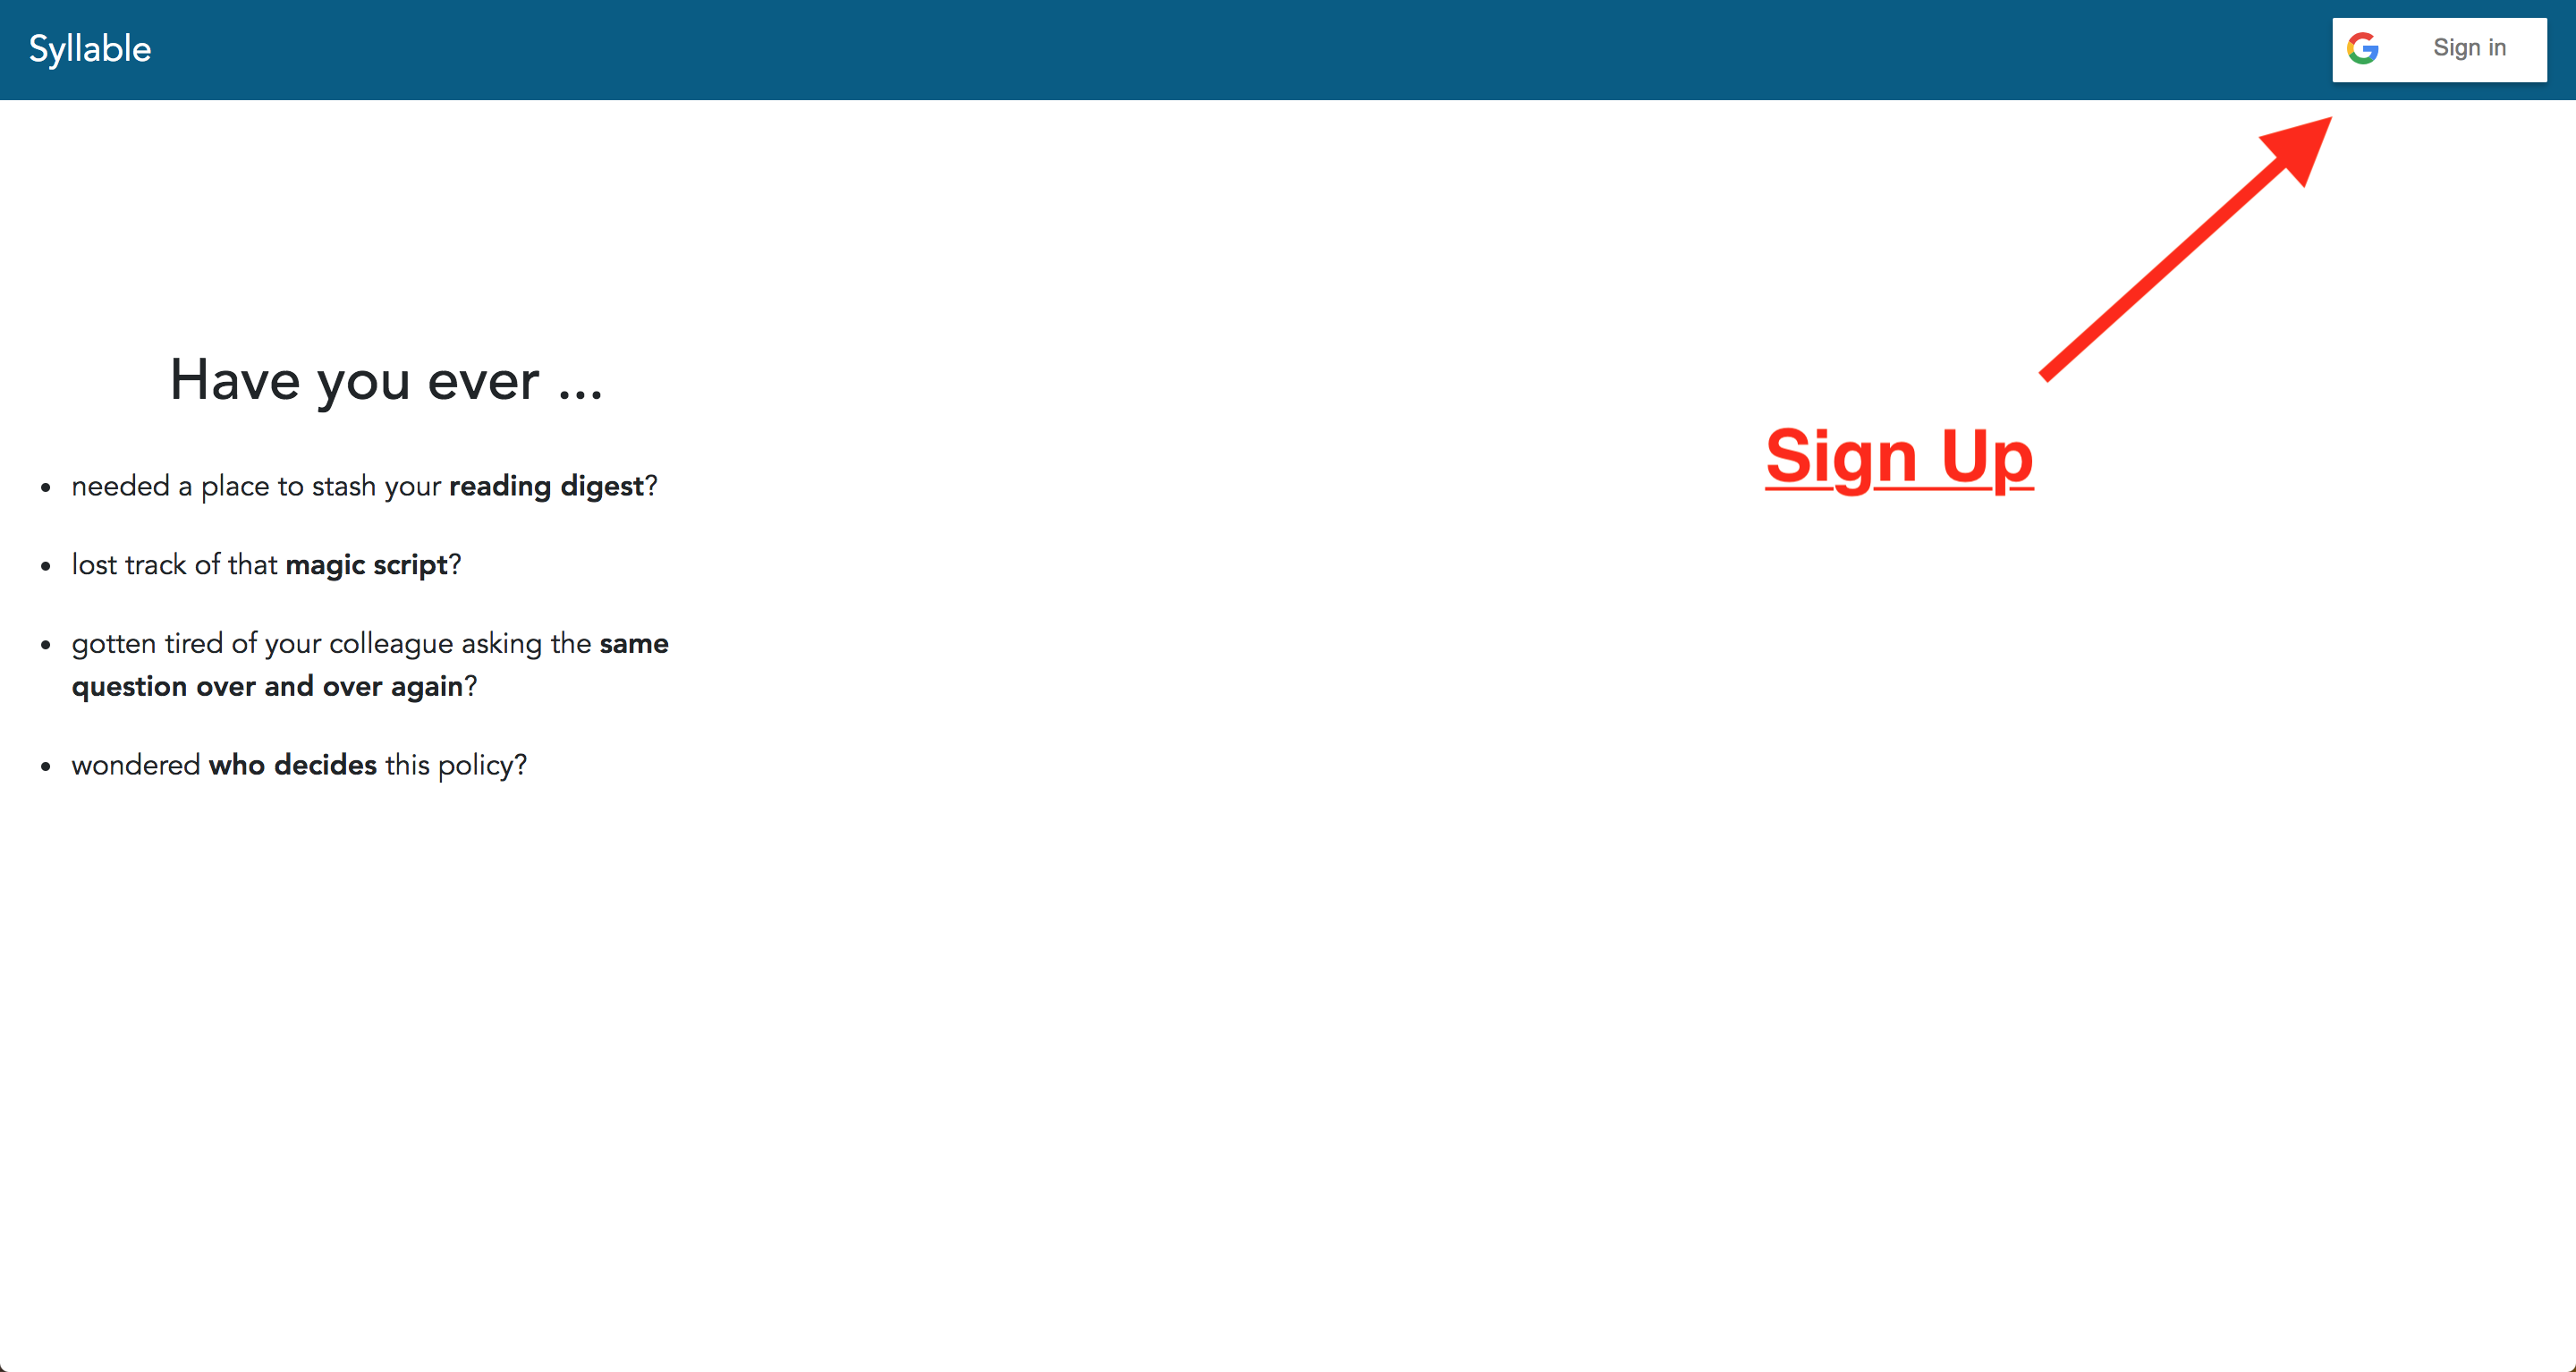 Syllable
Sign in
Have you ever ...
needed a place to stash your reading digest?
lost track of that magic script?
gotten tired of your colleague asking the same
question over and over again?
wondered who decides this policy?
Sign Up